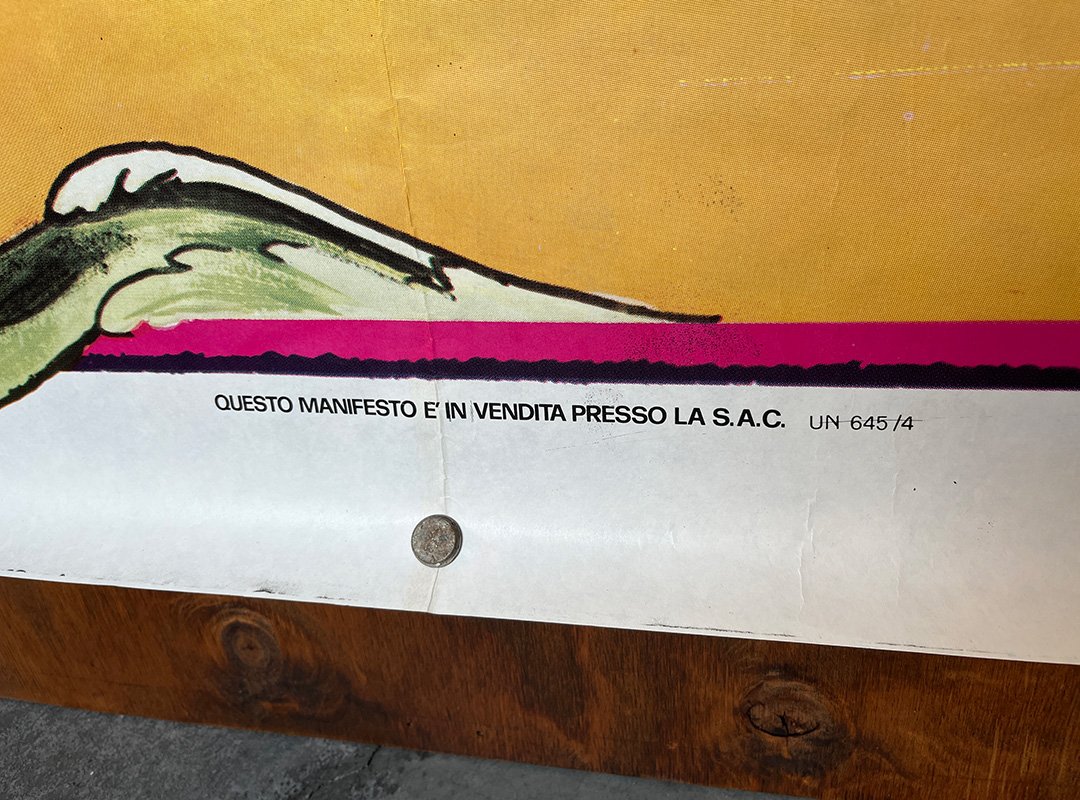 QUESTO MANIFESTO E' IN VENDITA PRESSO LA S.A.C. UN 645/4